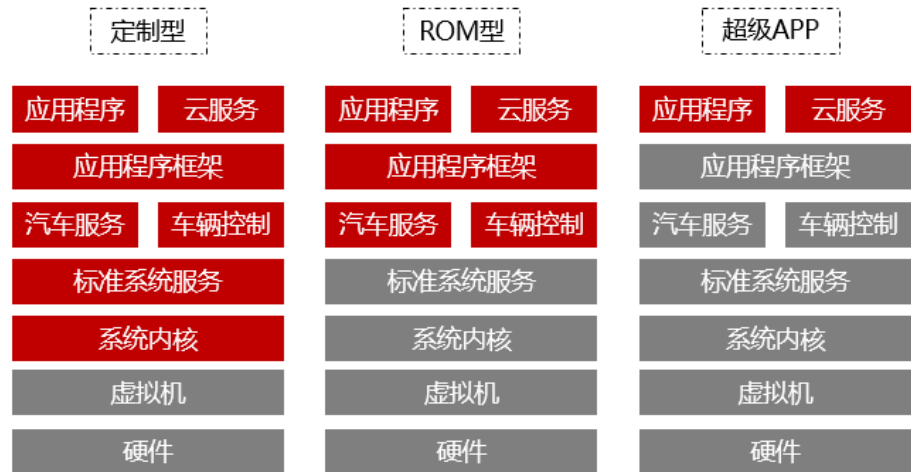 定制型 ROM型 超级APP
应用程序 云服务 应用程序 云服务 应用程序 云服务
应用程序框架 应用程序框架 应用程序框架
汽车服务 车辆控制 汽车服务 车辆控制 汽车服务 车辆控制
标准系统服务 标准系统服务 标准系统服务
系统内核 系统内核 系统内核
虚拟机 虚拟机 虚拟机
硬件 硬件 硬件